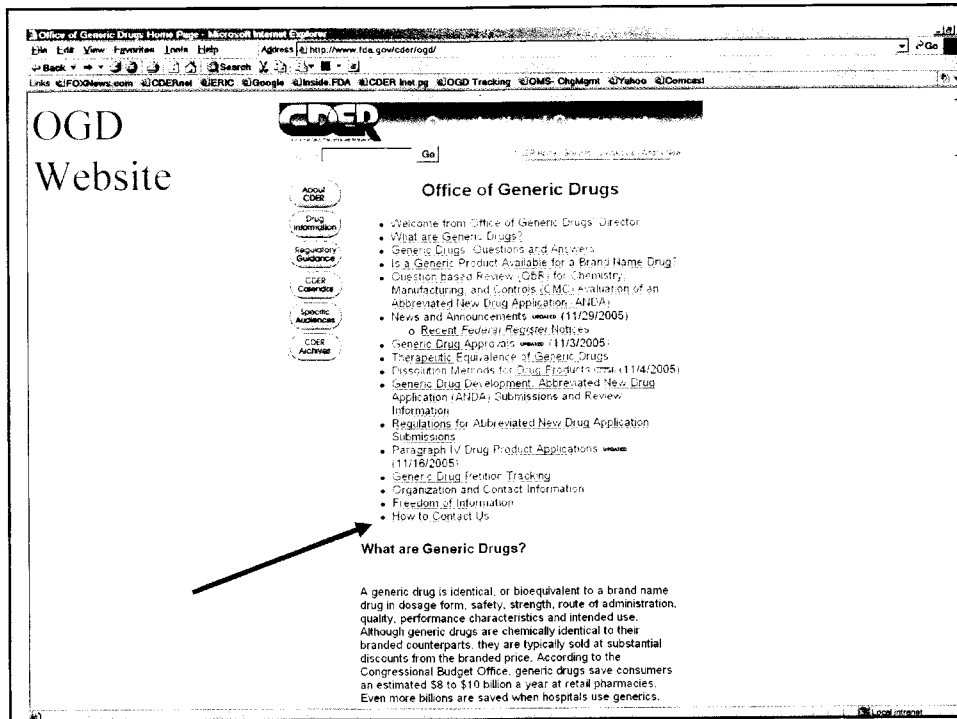 Office of Generic Drugs Home Page - Microsoft Internet Explorer
File Edit View Favorites Tools Help Address http://www.fda.gov/cder/ogd/ Go
Back Search
Links FOXNews.com CDERnet ERIC Google Inside.FDA CDER Inet.pg OGD Tracking OMS- ChgMgmt Yahoo Comcast
OGD
Website
CDER
Go
About
CDER
Drug
Information
Regulatory
Guidance
CDER
Calendar
Specific
Audiences
CDER
Archives
Office of Generic Drugs
• Welcome from Office of Generic Drugs' Director
• What are Generic Drugs?
• Generic Drugs: Questions and Answers
• Is a Generic Product Available for a Brand Name Drug?
• Question based Review (QBR) for Chemistry,
Manufacturing, and Controls (CMC) evaluation of an
Abbreviated New Drug Application (ANDA)
• News and Announcements UPDATED (11/29/2005)
o Recent Federal Register Notices
• Generic Drug Approvals UPDATED (11/3/2005)
• Therapeutic Equivalence of Generic Drugs
• Dissolution Methods for Drug Products (11/4/2005)
• Generic Drug Development, Abbreviated New Drug
Application (ANDA) Submissions and Review
Information
• Regulations for Abbreviated New Drug Application
Submissions
• Paragraph IV Drug Product Applications UPDATED
(11/16/2005)
• Generic Drug Petition Tracking
• Organization and Contact Information
• Freedom of Information
• How to Contact Us
What are Generic Drugs?
A generic drug is identical, or bioequivalent to a brand name
drug in dosage form, safety, strength, route of administration,
quality, performance characteristics and intended use.
Although generic drugs are chemically identical to their
branded counterparts, they are typically sold at substantial
discounts from the branded price. According to the
Congressional Budget Office, generic drugs save consumers
an estimated $8 to $10 billion a year at retail pharmacies.
Even more billions are saved when hospitals use generics.
Local intranet